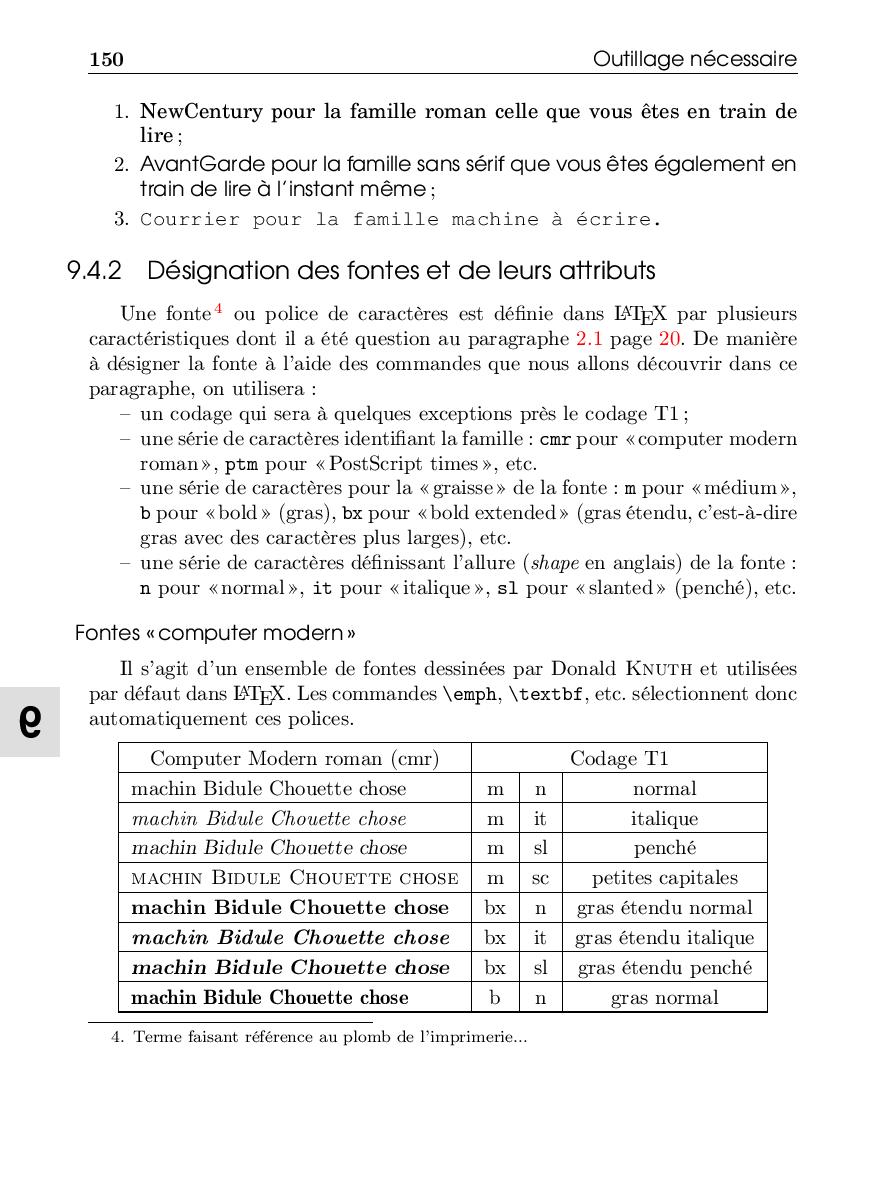 150 Outillage nécessaire
1. NewCentury pour la famille roman celle que vous êtes en train de
lire ;
2. AvantGarde pour la famille sans sérif que vous êtes également en
train de lire à l'instant même ;
3. Courrier pour la famille machine à écrire.
9.4.2 Désignation des fontes et de leurs attributs
Une fonte 4 ou police de caractères est définie dans LATEX par plusieurs
caractéristiques dont il a été question au paragraphe 2.1 page 20. De manière
à désigner la fonte à l'aide des commandes que nous allons découvrir dans ce
paragraphe, on utilisera :
– un codage qui sera à quelques exceptions près le codage T1 ;
– une série de caractères identifiant la famille : cmr pour « computer modern
roman », ptm pour « PostScript times », etc.
– une série de caractères pour la « graisse » de la fonte : m pour « médium »,
b pour « bold » (gras), bx pour « bold extended » (gras étendu, c'est-à-dire
gras avec des caractères plus larges), etc.
– une série de caractères définissant l'allure (shape en anglais) de la fonte :
n pour « normal », it pour « italique », sl pour « slanted » (penché), etc.
Fontes « computer modern »
Il s'agit d'un ensemble de fontes dessinées par Donald KNUTH et utilisées
par défaut dans LATEX. Les commandes \emph, \textbf, etc. sélectionnent donc
automatiquement ces polices.
9
Computer Modern roman (cmr) Codage T1
machin Bidule Chouette chose m n normal
machin Bidule Chouette chose m it italique
machin Bidule Chouette chose m sl penché
MACHIN BIDULE CHOUETTE CHOSE m sc petites capitales
machin Bidule Chouette chose bx n gras étendu normal
machin Bidule Chouette chose bx it gras étendu italique
machin Bidule Chouette chose bx sl gras étendu penché
machin Bidule Chouette chose b n gras normal
4. Terme faisant référence au plomb de l'imprimerie...